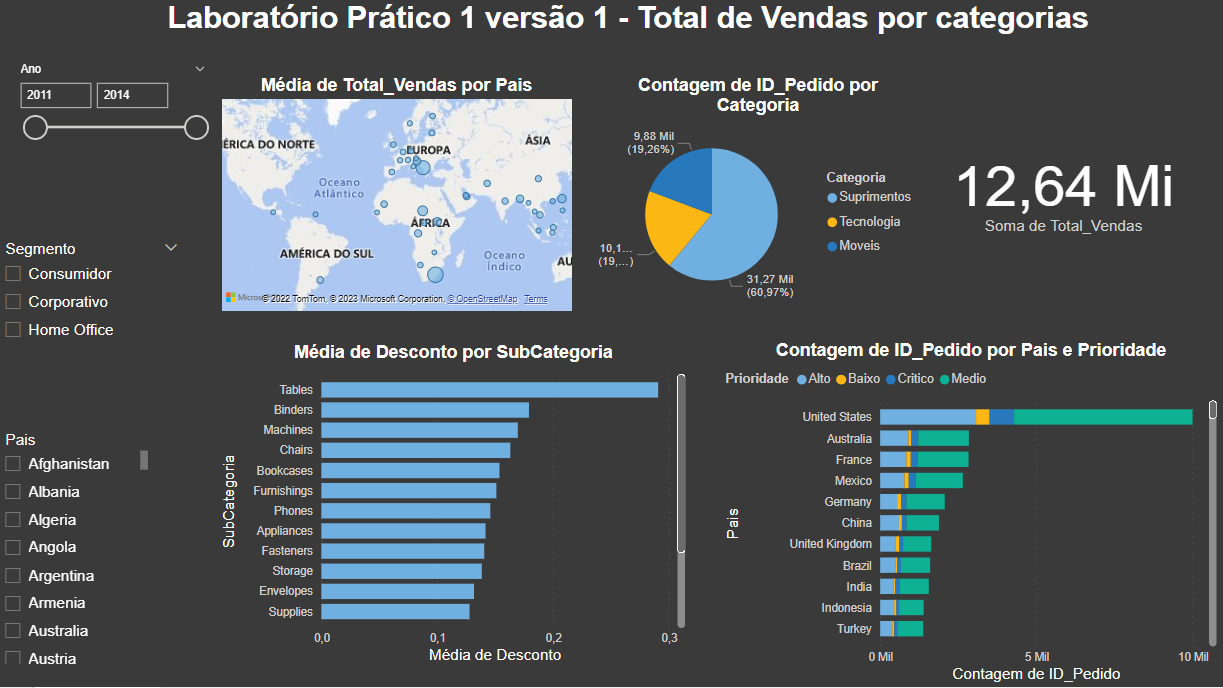 Laboratório Prático 1 versão 1 - Total de Vendas por categorias
Ano
2011
2014
Segmento
Consumidor
Corporativo
Home Office
Pais
Afghanistan
Albania
Algeria
Angola
Argentina
Armenia
Australia
Austria
Média de Total_Vendas por Pais
ÉRICA DO NORTE
EUROPA
ÁSIA
Oceano
Atlântico
ÁFRICA
AMÉRICA DO SUL
Oceano
Índico
AU
© 2022 TomTom, © 2023 Microsoft Corporation, © OpenStreetMap Terms
Contagem de ID_Pedido por
Categoria
9,88 Mil
(19,26%)
10,1...
(19,...)
31,27 Mil
(60,97%)
Categoria
Suprimentos
Tecnologia
Moveis
12,64 Mi
Soma de Total_Vendas
Média de Desconto por SubCategoria
SubCategoria
Tables
Binders
Machines
Chairs
Bookcases
Furnishings
Phones
Appliances
Fasteners
Storage
Envelopes
Supplies
0,0 0,1 0,2 0,3
Média de Desconto
Contagem de ID_Pedido por Pais e Prioridade
Prioridade Alto Baixo Critico Medio
Pais
United States
Australia
France
Mexico
Germany
China
United Kingdom
Brazil
India
Indonesia
Turkey
0 Mil 5 Mil 10 Mil
Contagem de ID_Pedido